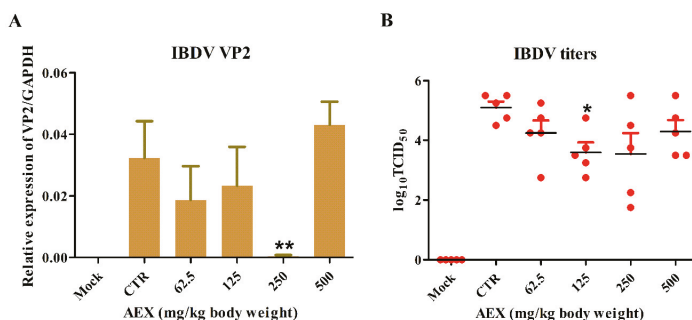 A
IBDV VP2
Relative expression of VP2/GAPDH
0.06
0.04
0.02
0.00
**
Mock
CTR
62.5
125
250
500
AEX (mg/kg body weight)
B
IBDV titers
log10TCID50
6
4
2
0
*
Mock
CTR
62.5
125
250
500
AEX (mg/kg body weight)